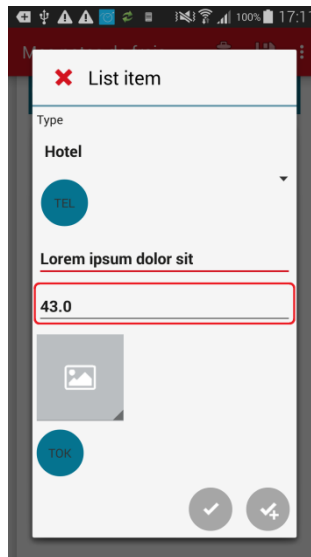 100% 17:1
List item
Type
Hotel
TEL
Lorem ipsum dolor sit
43.0
TOK